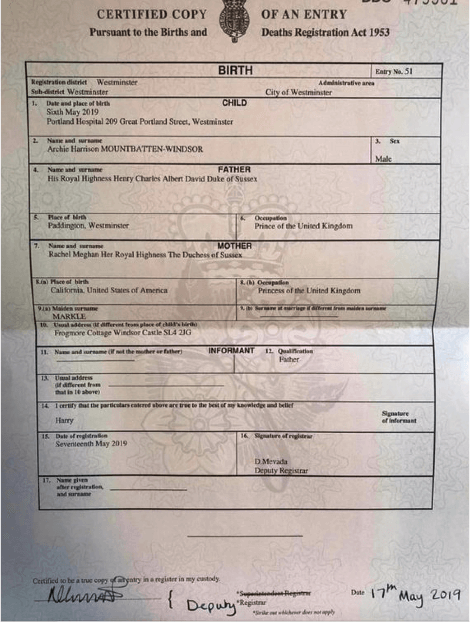 CERTIFIED COPY OF AN ENTRY
Pursuant to the Births and Deaths Registration Act 1953
BIRTH Entry No. 51
Registration district Westminster Administrative area
Sub-district Westminster City of Westminster
1. Date and place of birth CHILD
Sixth May 2019
Portland Hospital 209 Great Portland Street, Westminster
2. Name and surname 3. Sex
Archie Harrison MOUNTBATTEN-WINDSOR
Male
4. Name and surname FATHER
His Royal Highness Henry Charles Albert David Duke of Sussex
5. Place of birth 6. Occupation
Paddington, Westminster Prince of the United Kingdom
7. Name and surname MOTHER
Rachel Meghan Her Royal Highness The Duchess of Sussex
8.(a) Place of birth 8. (b) Occupation
California, United States of America Princess of the United Kingdom
9.(a) Maiden surname 9. (b) Surname at marriage if different from maiden surname
MARKLE
10. Usual address (if different from place of child's birth)
Frogmore Cottage Windsor Castle SL4 2JG
11. Name and surname (if not the mother or father) INFORMANT 12. Qualification
Father
13. Usual address
(if different from
that in 10 above)
14. I certify that the particulars entered above are true to the best of my knowledge and belief
Signature
Harry of informant
15. Date of registration 16. Signature of registrar
Seventeenth May 2019
D Mevada
Deputy Registrar
17. Name given
after registration,
and surname
Certified to be a true copy of an entry in a register in my custody.
*Superintendent Registrar
Deputy *Registrar Date 17th May 2019
*Strike out whichever does not apply